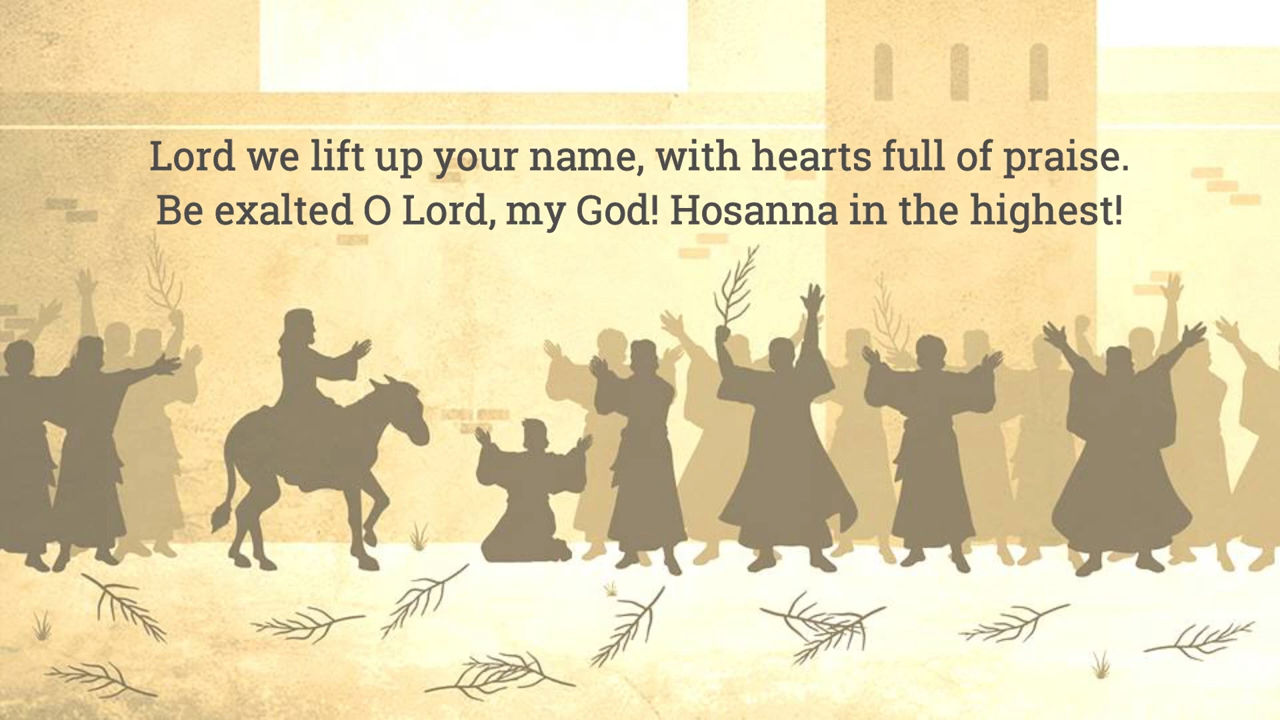 Lord we lift up your name, with hearts full of praise.
Be exalted O Lord, my God! Hosanna in the highest!